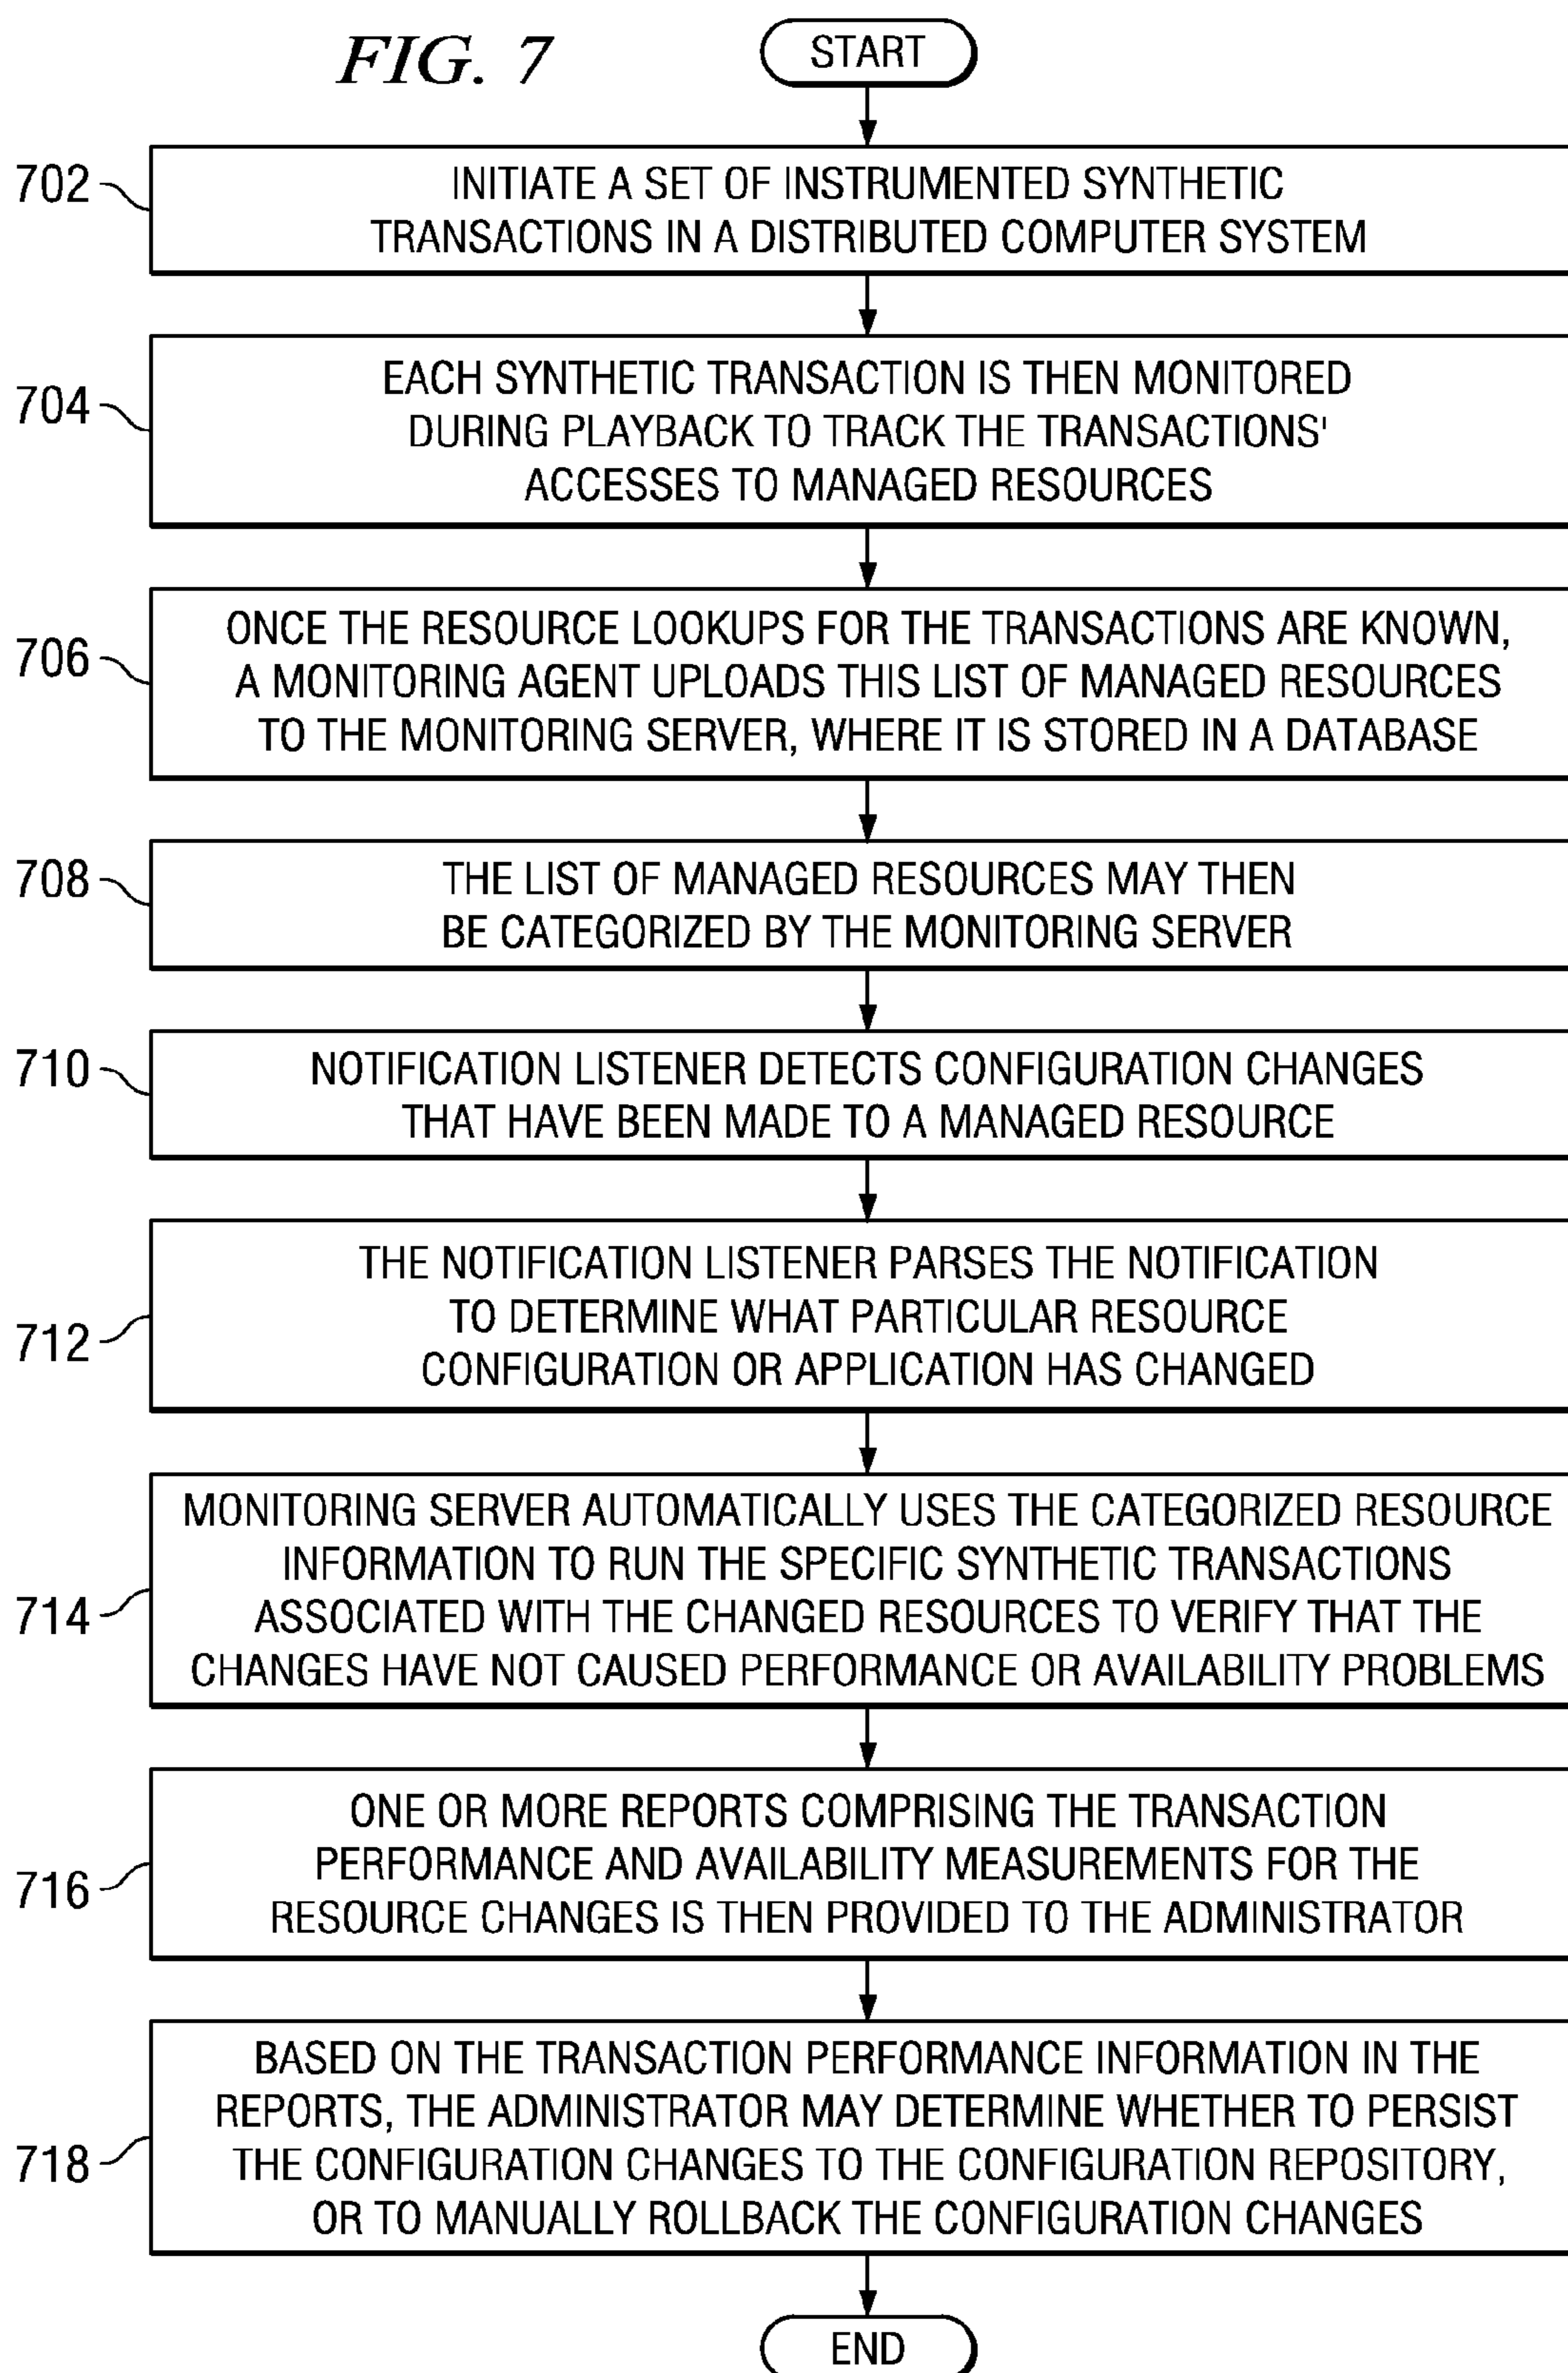 FIG. 7
START
702
INITIATE A SET OF INSTRUMENTED SYNTHETIC
TRANSACTIONS IN A DISTRIBUTED COMPUTER SYSTEM
704
EACH SYNTHETIC TRANSACTION IS THEN MONITORED
DURING PLAYBACK TO TRACK THE TRANSACTIONS'
ACCESSES TO MANAGED RESOURCES
706
ONCE THE RESOURCE LOOKUPS FOR THE TRANSACTIONS ARE KNOWN,
A MONITORING AGENT UPLOADS THIS LIST OF MANAGED RESOURCES
TO THE MONITORING SERVER, WHERE IT IS STORED IN A DATABASE
708
THE LIST OF MANAGED RESOURCES MAY THEN
BE CATEGORIZED BY THE MONITORING SERVER
710
NOTIFICATION LISTENER DETECTS CONFIGURATION CHANGES
THAT HAVE BEEN MADE TO A MANAGED RESOURCE
712
THE NOTIFICATION LISTENER PARSES THE NOTIFICATION
TO DETERMINE WHAT PARTICULAR RESOURCE
CONFIGURATION OR APPLICATION HAS CHANGED
714
MONITORING SERVER AUTOMATICALLY USES THE CATEGORIZED RESOURCE
INFORMATION TO RUN THE SPECIFIC SYNTHETIC TRANSACTIONS
ASSOCIATED WITH THE CHANGED RESOURCES TO VERIFY THAT THE
CHANGES HAVE NOT CAUSED PERFORMANCE OR AVAILABILITY PROBLEMS
716
ONE OR MORE REPORTS COMPRISING THE TRANSACTION
PERFORMANCE AND AVAILABILITY MEASUREMENTS FOR THE
RESOURCE CHANGES IS THEN PROVIDED TO THE ADMINISTRATOR
718
BASED ON THE TRANSACTION PERFORMANCE INFORMATION IN THE
REPORTS, THE ADMINISTRATOR MAY DETERMINE WHETHER TO PERSIST
THE CONFIGURATION CHANGES TO THE CONFIGURATION REPOSITORY,
OR TO MANUALLY ROLLBACK THE CONFIGURATION CHANGES
END